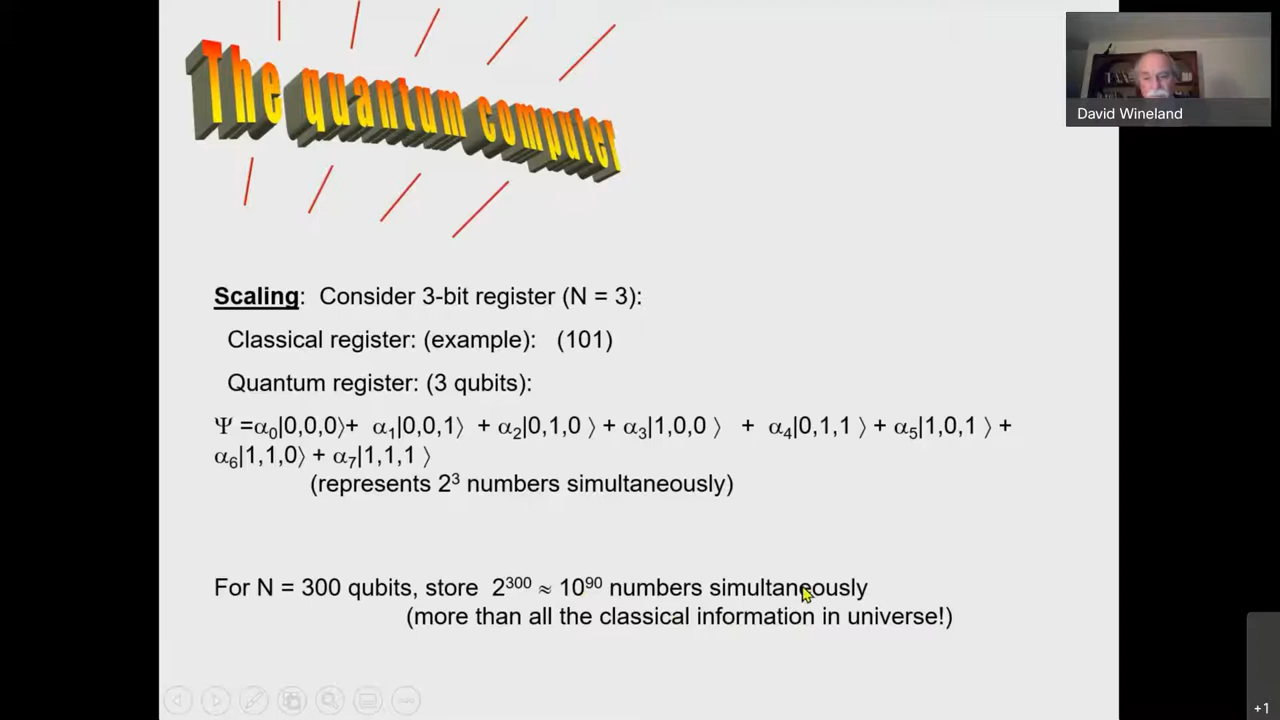 The quantum computer
David Wineland
Scaling: Consider 3-bit register (N = 3):
Classical register: (example): (101)
Quantum register: (3 qubits):
Ψ =α₀|0,0,0⟩+ α₁|0,0,1⟩ + α₂|0,1,0 ⟩ + α₃|1,0,0 ⟩ + α₄|0,1,1 ⟩ + α₅|1,0,1 ⟩ +
α₆|1,1,0⟩ + α₇|1,1,1 ⟩
(represents 2³ numbers simultaneously)
For N = 300 qubits, store 2³⁰⁰ ≈ 10⁹⁰ numbers simultaneously
(more than all the classical information in universe!)
+1